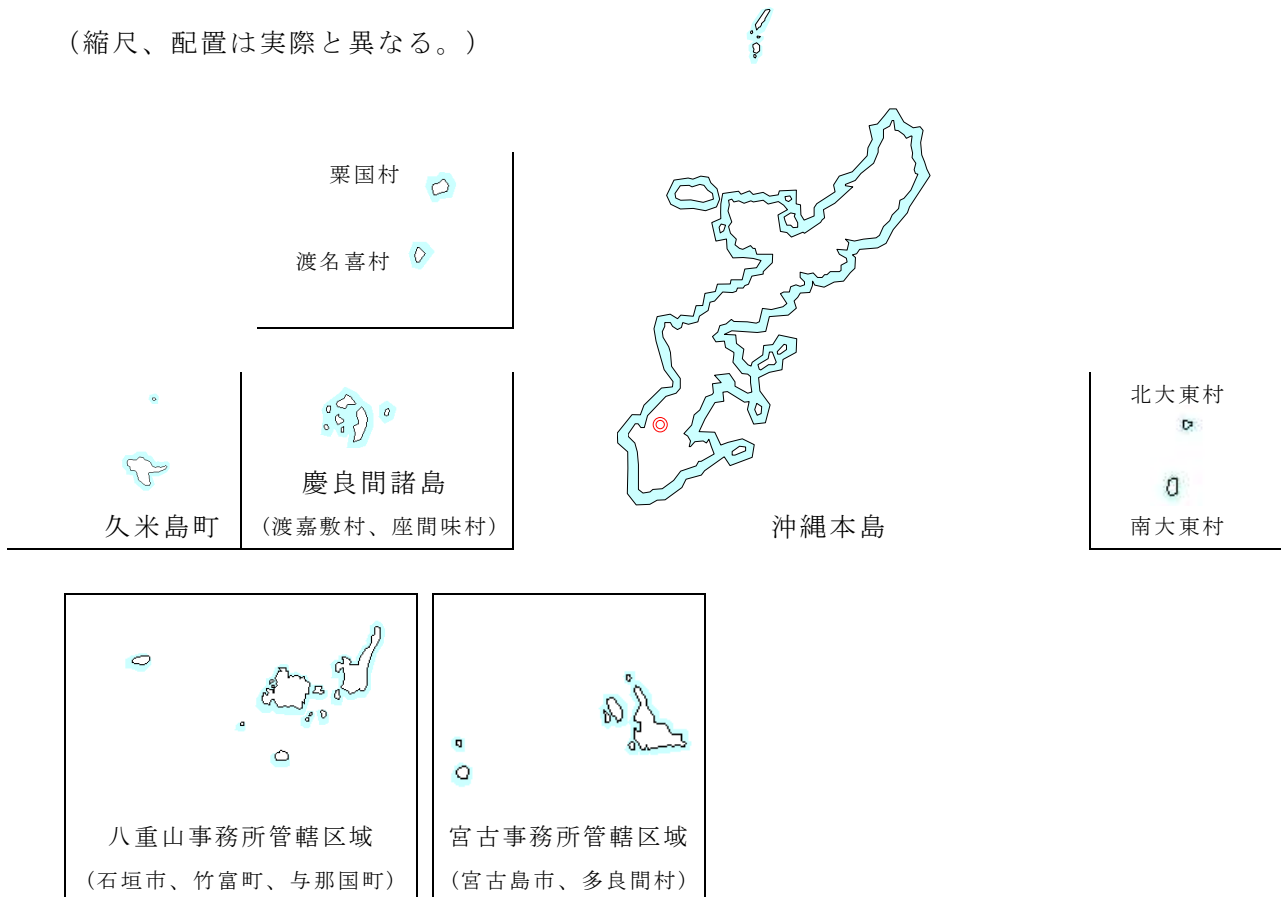 (縮尺、配置は実際と異なる。)
粟国村
渡名喜村
北大東村
慶良間諸島
久米島町
(渡嘉敷村、座間味村)
沖縄本島
南大東村
八重山事務所管轄区域
(石垣市、竹富町、与那国町)
宮古事務所管轄区域
(宮古島市、多良間村)